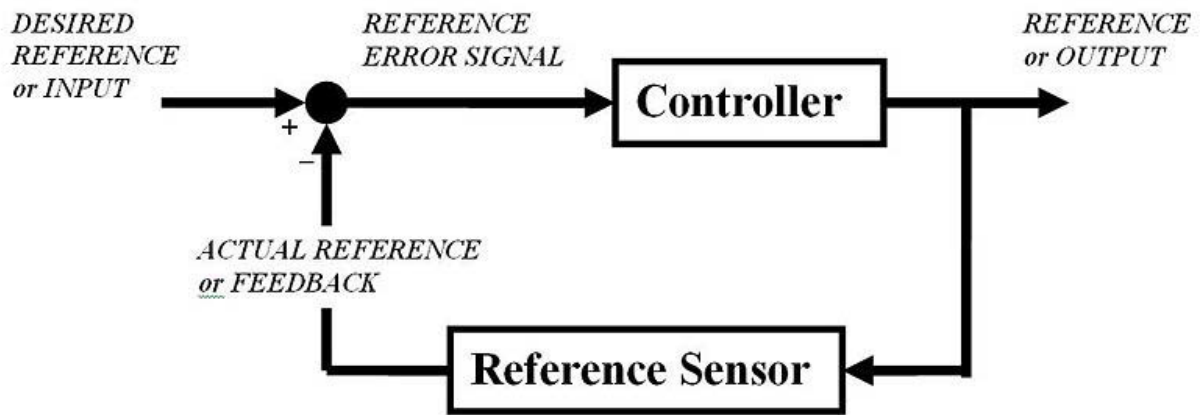 DESIRED
REFERENCE
or INPUT
REFERENCE
ERROR SIGNAL
REFERENCE
or OUTPUT
Controller
+
−
ACTUAL REFERENCE
or FEEDBACK
Reference Sensor